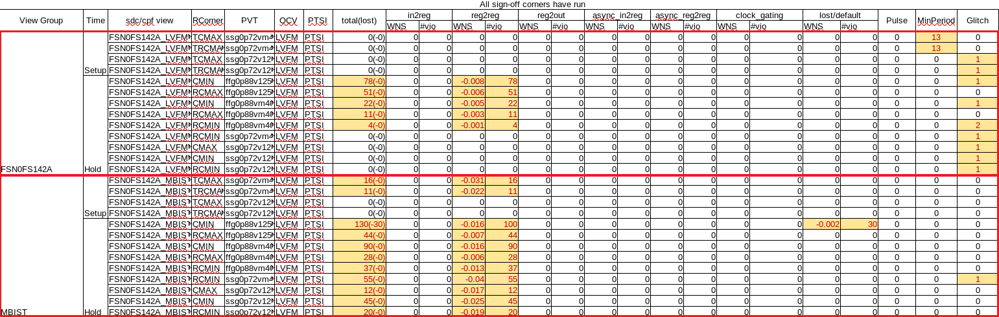 All sign-off corners have run
View Group Time sdc/cpf view RCorner PVT OCV PTSI total(lost) in2reg reg2reg reg2out async_in2reg async_reg2reg clock_gating lost/default Pulse MinPeriod Glitch
WNS #vio WNS #vio WNS #vio WNS #vio WNS #vio WNS #vio WNS #vio
FSN0FS142A_LVFM TCMAX ssg0p72vm4 LVFM PTSI 0(-0) 0 0 0 0 0 0 0 0 0 0 0 0 0 0 0 13 0
FSN0FS142A_LVFM TRCMA ssg0p72vm4 LVFM PTSI 0(-0) 0 0 0 0 0 0 0 0 0 0 0 0 0 0 0 13 0
FSN0FS142A_LVFM TCMAX ssg0p72v12 LVFM PTSI 0(-0) 0 0 0 0 0 0 0 0 0 0 0 0 0 0 0 0 1
Setup FSN0FS142A_LVFM TRCMA ssg0p72v12 LVFM PTSI 0(-0) 0 0 0 0 0 0 0 0 0 0 0 0 0 0 0 0 1
FSN0FS142A_LVFM CMIN ffg0p88v125 LVFM PTSI 78(-0) 0 0 -0.008 78 0 0 0 0 0 0 0 0 0 0 0 0 1
FSN0FS142A_LVFM RCMAX ffg0p88v125 LVFM PTSI 51(-0) 0 0 -0.006 51 0 0 0 0 0 0 0 0 0 0 0 0 0
FSN0FS142A_LVFM CMIN ffg0p88vm40 LVFM PTSI 22(-0) 0 0 -0.005 22 0 0 0 0 0 0 0 0 0 0 0 0 1
FSN0FS142A_LVFM RCMAX ffg0p88vm40 LVFM PTSI 11(-0) 0 0 -0.003 11 0 0 0 0 0 0 0 0 0 0 0 0 0
FSN0FS142A_LVFM RCMIN ffg0p88vm40 LVFM PTSI 4(-0) 0 0 -0.001 4 0 0 0 0 0 0 0 0 0 0 0 0 2
FSN0FS142A_LVFM RCMIN ssg0p72vm4 LVFM PTSI 0(-0) 0 0 0 0 0 0 0 0 0 0 0 0 0 0 0 0 1
FSN0FS142A_LVFM CMAX ssg0p72v12 LVFM PTSI 0(-0) 0 0 0 0 0 0 0 0 0 0 0 0 0 0 0 0 1
FSN0FS142A_LVFM CMIN ssg0p72v12 LVFM PTSI 0(-0) 0 0 0 0 0 0 0 0 0 0 0 0 0 0 0 0 1
FSN0FS142A Hold FSN0FS142A_LVFM RCMIN ssg0p72v12 LVFM PTSI 0(-0) 0 0 0 0 0 0 0 0 0 0 0 0 0 0 0 0 1
FSN0FS142A_MBIST TCMAX ssg0p72vm4 LVFM PTSI 16(-0) 0 0 -0.031 16 0 0 0 0 0 0 0 0 0 0 0 0 0
FSN0FS142A_MBIST TRCMA ssg0p72vm4 LVFM PTSI 11(-0) 0 0 -0.022 11 0 0 0 0 0 0 0 0 0 0 0 0 0
FSN0FS142A_MBIST TCMAX ssg0p72v12 LVFM PTSI 0(-0) 0 0 0 0 0 0 0 0 0 0 0 0 0 0 0 0 0
Setup FSN0FS142A_MBIST TRCMA ssg0p72v12 LVFM PTSI 0(-0) 0 0 0 0 0 0 0 0 0 0 0 0 0 0 0 0 0
FSN0FS142A_MBIST CMIN ffg0p88v125 LVFM PTSI 130(-30) 0 0 -0.016 100 0 0 0 0 0 0 0 0 -0.002 30 0 0 0
FSN0FS142A_MBIST RCMAX ffg0p88v125 LVFM PTSI 44(-0) 0 0 -0.007 44 0 0 0 0 0 0 0 0 0 0 0 0 0
FSN0FS142A_MBIST CMIN ffg0p88vm40 LVFM PTSI 90(-0) 0 0 -0.016 90 0 0 0 0 0 0 0 0 0 0 0 0 0
FSN0FS142A_MBIST RCMAX ffg0p88vm40 LVFM PTSI 28(-0) 0 0 -0.006 28 0 0 0 0 0 0 0 0 0 0 0 0 0
FSN0FS142A_MBIST RCMIN ffg0p88vm40 LVFM PTSI 37(-0) 0 0 -0.013 37 0 0 0 0 0 0 0 0 0 0 0 0 0
FSN0FS142A_MBIST RCMIN ssg0p72vm4 LVFM PTSI 55(-0) 0 0 -0.04 55 0 0 0 0 0 0 0 0 0 0 0 0 1
FSN0FS142A_MBIST CMAX ssg0p72v12 LVFM PTSI 12(-0) 0 0 -0.017 12 0 0 0 0 0 0 0 0 0 0 0 0 0
FSN0FS142A_MBIST CMIN ssg0p72v12 LVFM PTSI 45(-0) 0 0 -0.025 45 0 0 0 0 0 0 0 0 0 0 0 0 0
MBIST Hold FSN0FS142A_MBIST RCMIN ssg0p72v12 LVFM PTSI 20(-0) 0 0 -0.019 20 0 0 0 0 0 0 0 0 0 0 0 0 0